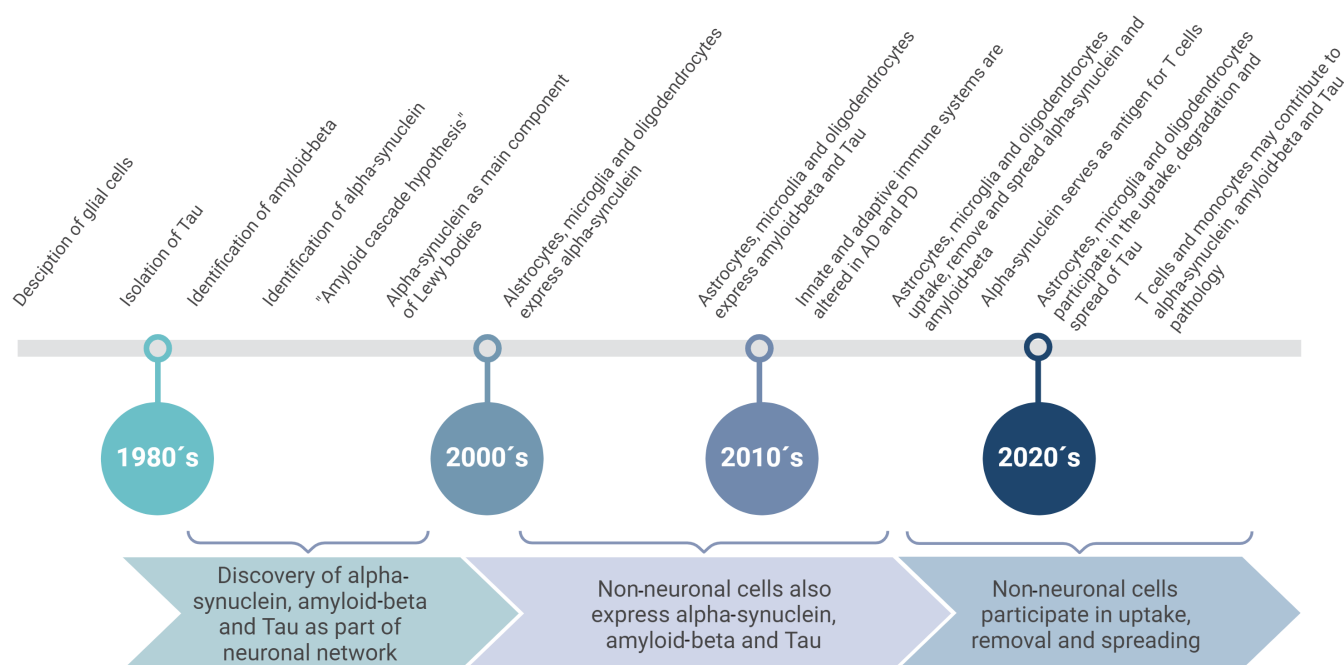 Desciption of glial cells
Isolation of Tau
Identification of amyloid-beta
Identification of alpha-synuclein
"Amyloid cascade hypothesis"
Alpha-synuclein as main component
of Lewy bodies
Alstrocytes, microglia and oligodendrocytes
express alpha-synculein
Astrocytes, microglia and oligodendrocytes
express amyloid-beta and Tau
Innate and adaptive immune systems are
altered in AD and PD
Astrocytes, microglia and oligodendrocytes
uptake, remove and spread alpha-synuclein and
amyloid-beta
Alpha-synuclein serves as antigen for T cells
Astrocytes, microglia and oligodendrocytes
participate in the uptake, degradation and
spread of Tau
T cells and monocytes may contribute to
alpha-synuclein, amyloid-beta and Tau
pathology
1980´s
2000´s
2010´s
2020´s
Discovery of alpha-
synuclein, amyloid-beta
and Tau as part of
neuronal network
Non-neuronal cells also
express alpha-synuclein,
amyloid-beta and Tau
Non-neuronal cells
participate in uptake,
removal and spreading